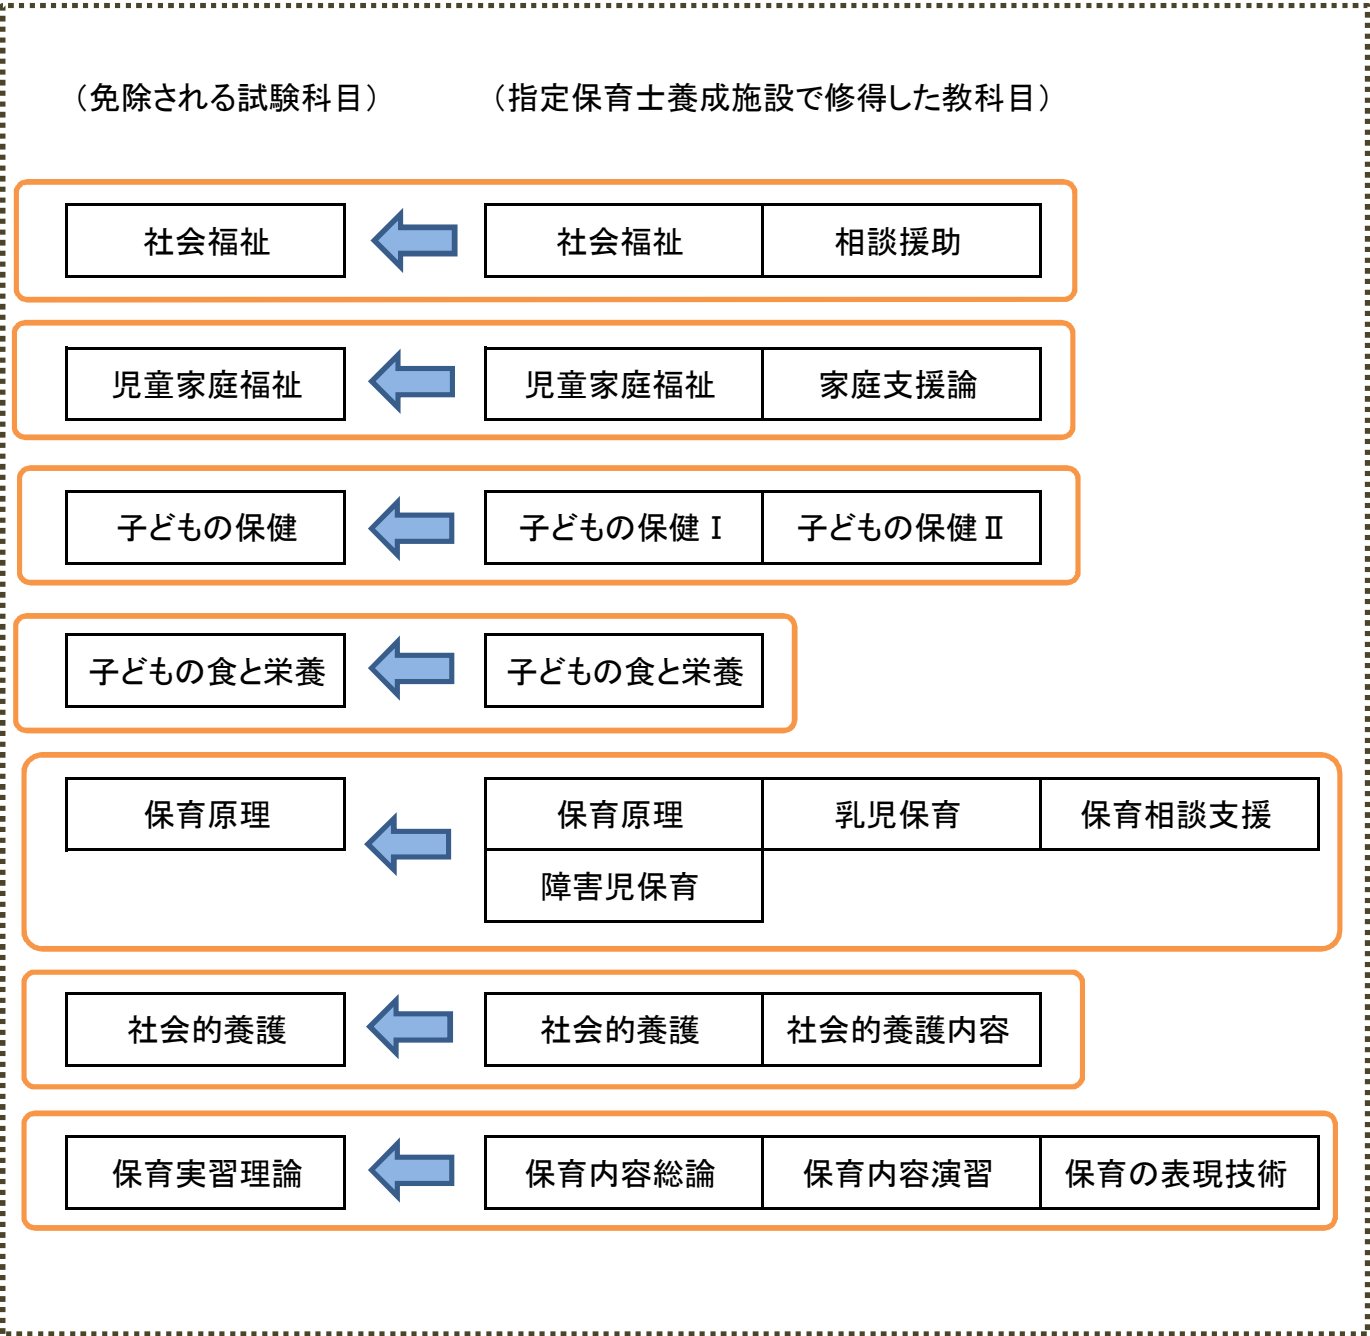 （免除される試験科目） （指定保育士養成施設で修得した教科目）
社会福祉 社会福祉 相談援助
児童家庭福祉 児童家庭福祉 家庭支援論
子どもの保健 子どもの保健Ⅰ 子どもの保健Ⅱ
子どもの食と栄養 子どもの食と栄養
保育原理 保育原理 乳児保育 保育相談支援
障害児保育
社会的養護 社会的養護 社会的養護内容
保育実習理論 保育内容総論 保育内容演習 保育の表現技術